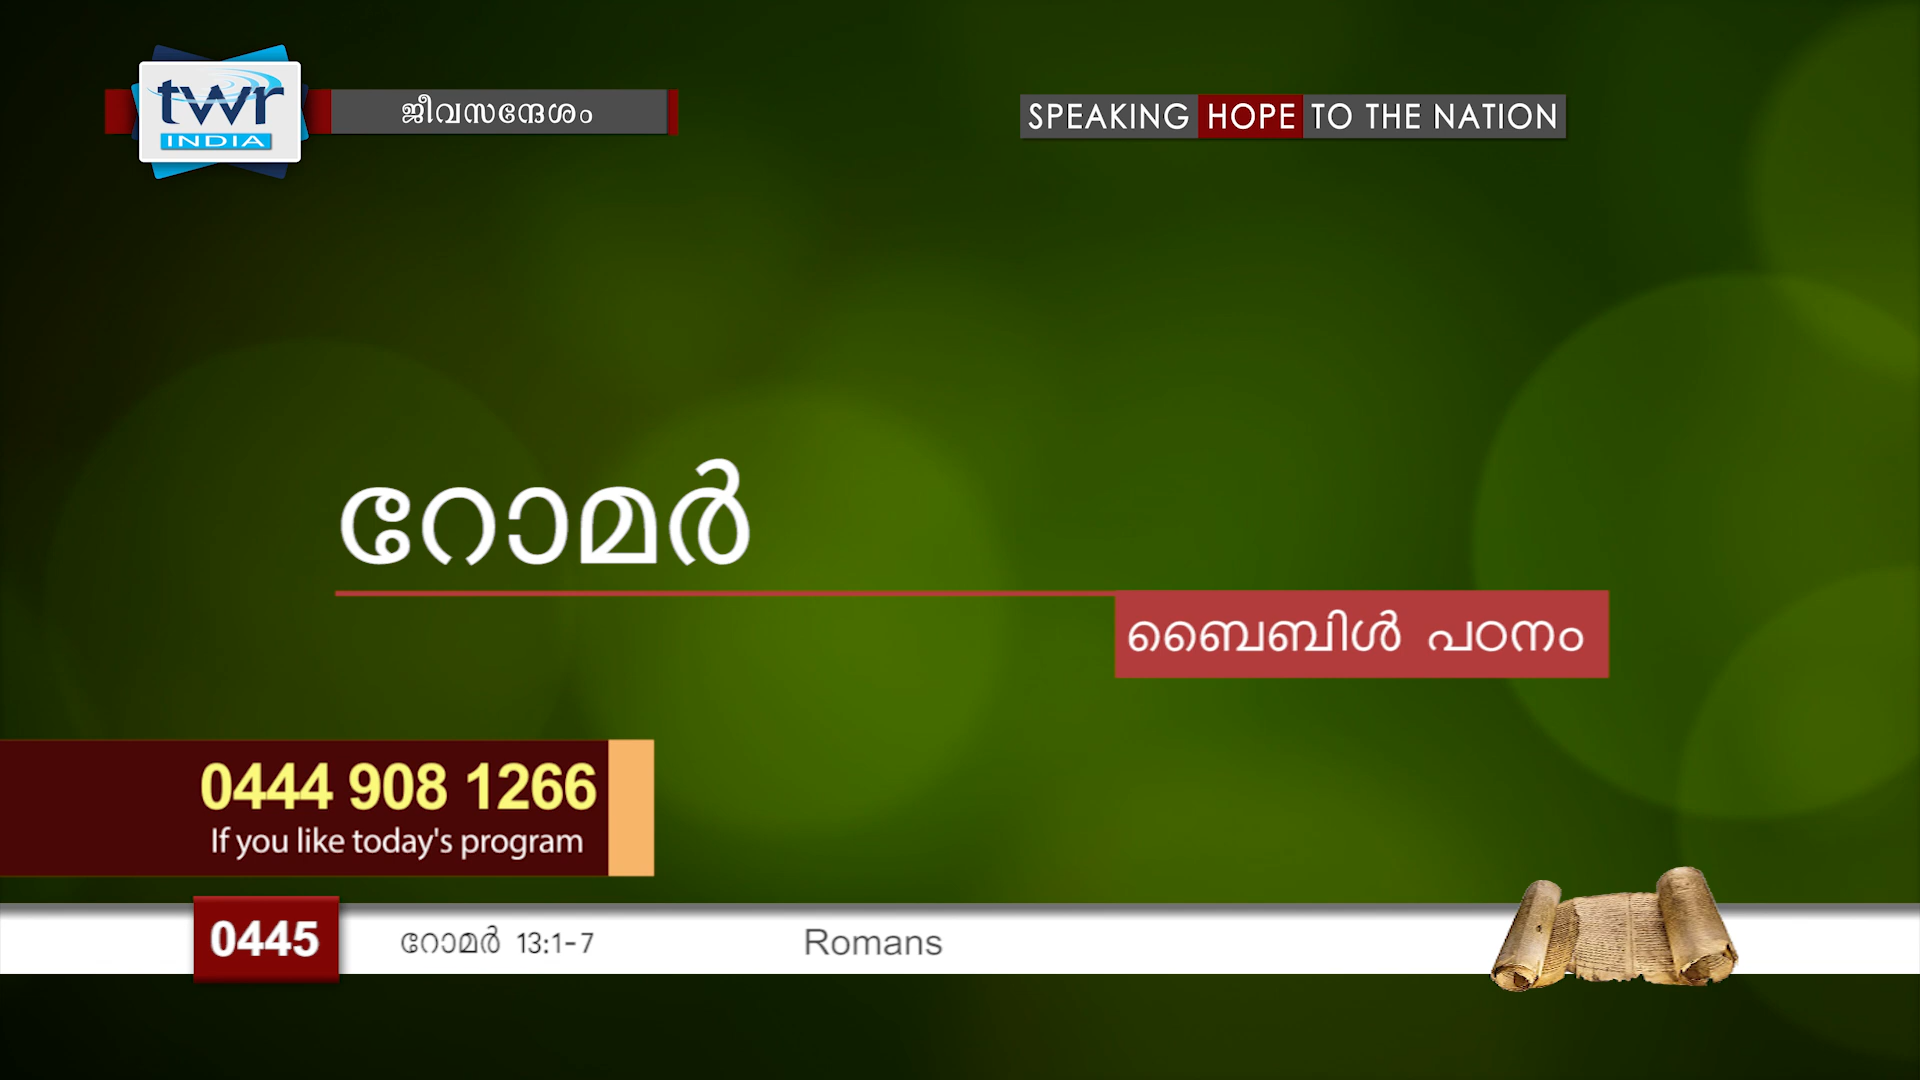 twr
INDIA
ജീവസന്ദേശം
SPEAKING HOPE TO THE NATION
റോമർ
ബൈബിൾ പഠനം
0444 908 1266
If you like today's program
0445
റോമർ 13:1-7
Romans